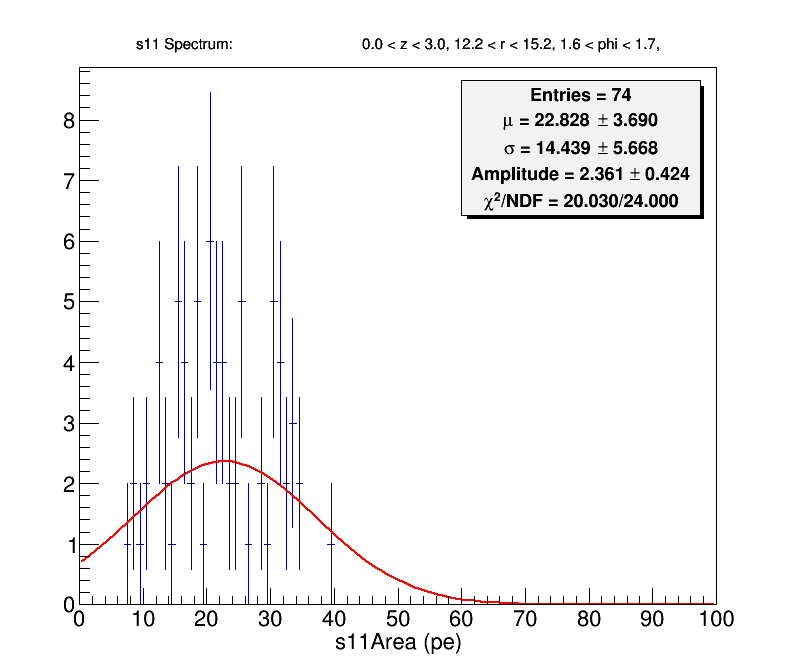 s11 Spectrum: 0.0 < z < 3.0, 12.2 < r < 15.2, 1.6 < phi < 1.7,
Entries = 74
μ = 22.828 ± 3.690
σ = 14.439 ± 5.668
Amplitude = 2.361 ± 0.424
χ²/NDF = 20.030/24.000
8
7
6
5
4
3
2
1
0
0 10 20 30 40 50 60 70 80 90 100
s11Area (pe)